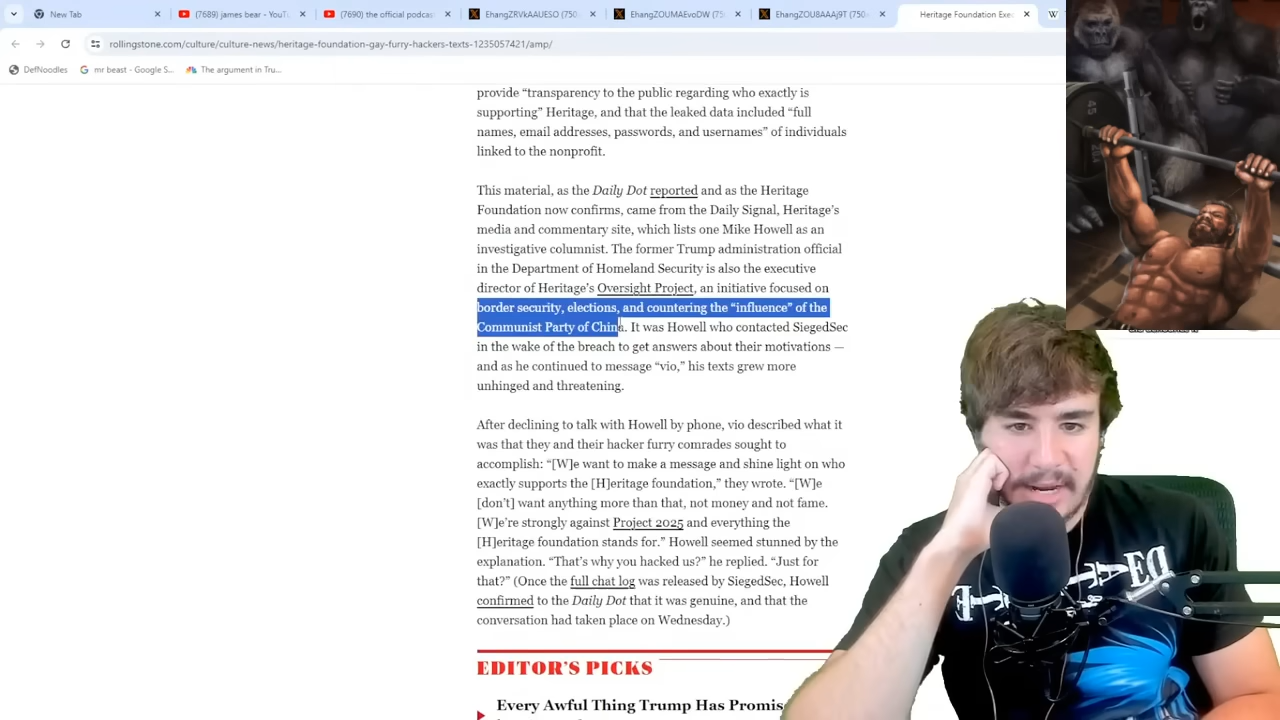 New Tab
(7689) james bear - YouTu
(7690) the official podcas
EhangZRVkAAUESO (750
EhangZOUMAEvoDW (75
EhangZOU8AAAj9T (750
Heritage Foundation Exec
rollingstone.com/culture/culture-news/heritage-foundation-gay-furry-hackers-texts-1235057421/amp/
DefNoodles
mr beast - Google S...
The argument in Tru...
provide “transparency to the public regarding who exactly is
supporting” Heritage, and that the leaked data included “full
names, email addresses, passwords, and usernames” of individuals
linked to the nonprofit.
This material, as the Daily Dot reported and as the Heritage
Foundation now confirms, came from the Daily Signal, Heritage’s
media and commentary site, which lists one Mike Howell as an
investigative columnist. The former Trump administration official
in the Department of Homeland Security is also the executive
director of Heritage’s Oversight Project, an initiative focused on
border security, elections, and countering the “influence” of the
Communist Party of China. It was Howell who contacted SiegedSec
in the wake of the breach to get answers about their motivations —
and as he continued to message “vio,” his texts grew more
unhinged and threatening.
After declining to talk with Howell by phone, vio described what it
was that they and their hacker furry comrades sought to
accomplish: “[W]e want to make a message and shine light on who
exactly supports the [H]eritage foundation,” they wrote. “[W]e
[don’t] want anything more than that, not money and not fame.
[W]e’re strongly against Project 2025 and everything the
[H]eritage foundation stands for.” Howell seemed stunned by the
explanation. “That’s why you hacked us?” he replied. “Just for
that?” (Once the full chat log was released by SiegedSec, Howell
confirmed to the Daily Dot that it was genuine, and that the
conversation had taken place on Wednesday.)
EDITOR’S PICKS
Every Awful Thing Trump Has Promis
45